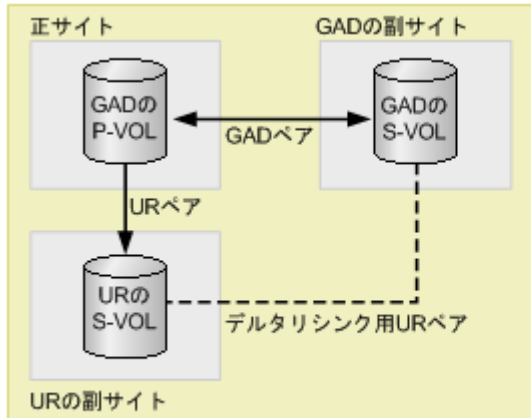 正サイト
GADの副サイト
GADの
P-VOL
GADの
S-VOL
GADペア
URペア
URの
S-VOL
デルタリシンク用URペア
URの副サイト